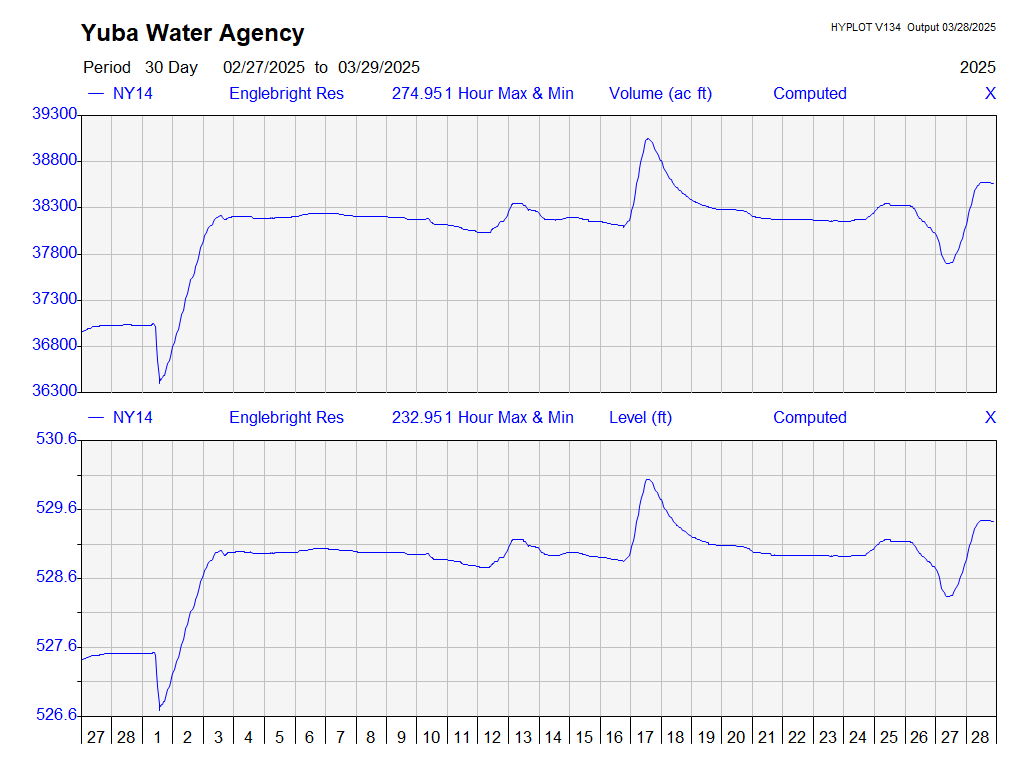 Yuba Water Agency
HYPLOT V134 Output 03/28/2025
Period 30 Day 02/27/2025 to 03/29/2025 2025
NY14 Englebright Res 274.951 Hour Max & Min Volume (ac ft) Computed X
39300
38800
38300
37800
37300
36800
36300
NY14 Englebright Res 232.951 Hour Max & Min Level (ft) Computed X
530.6
529.6
528.6
527.6
526.6
27 28 1 2 3 4 5 6 7 8 9 10 11 12 13 14 15 16 17 18 19 20 21 22 23 24 25 26 27 28